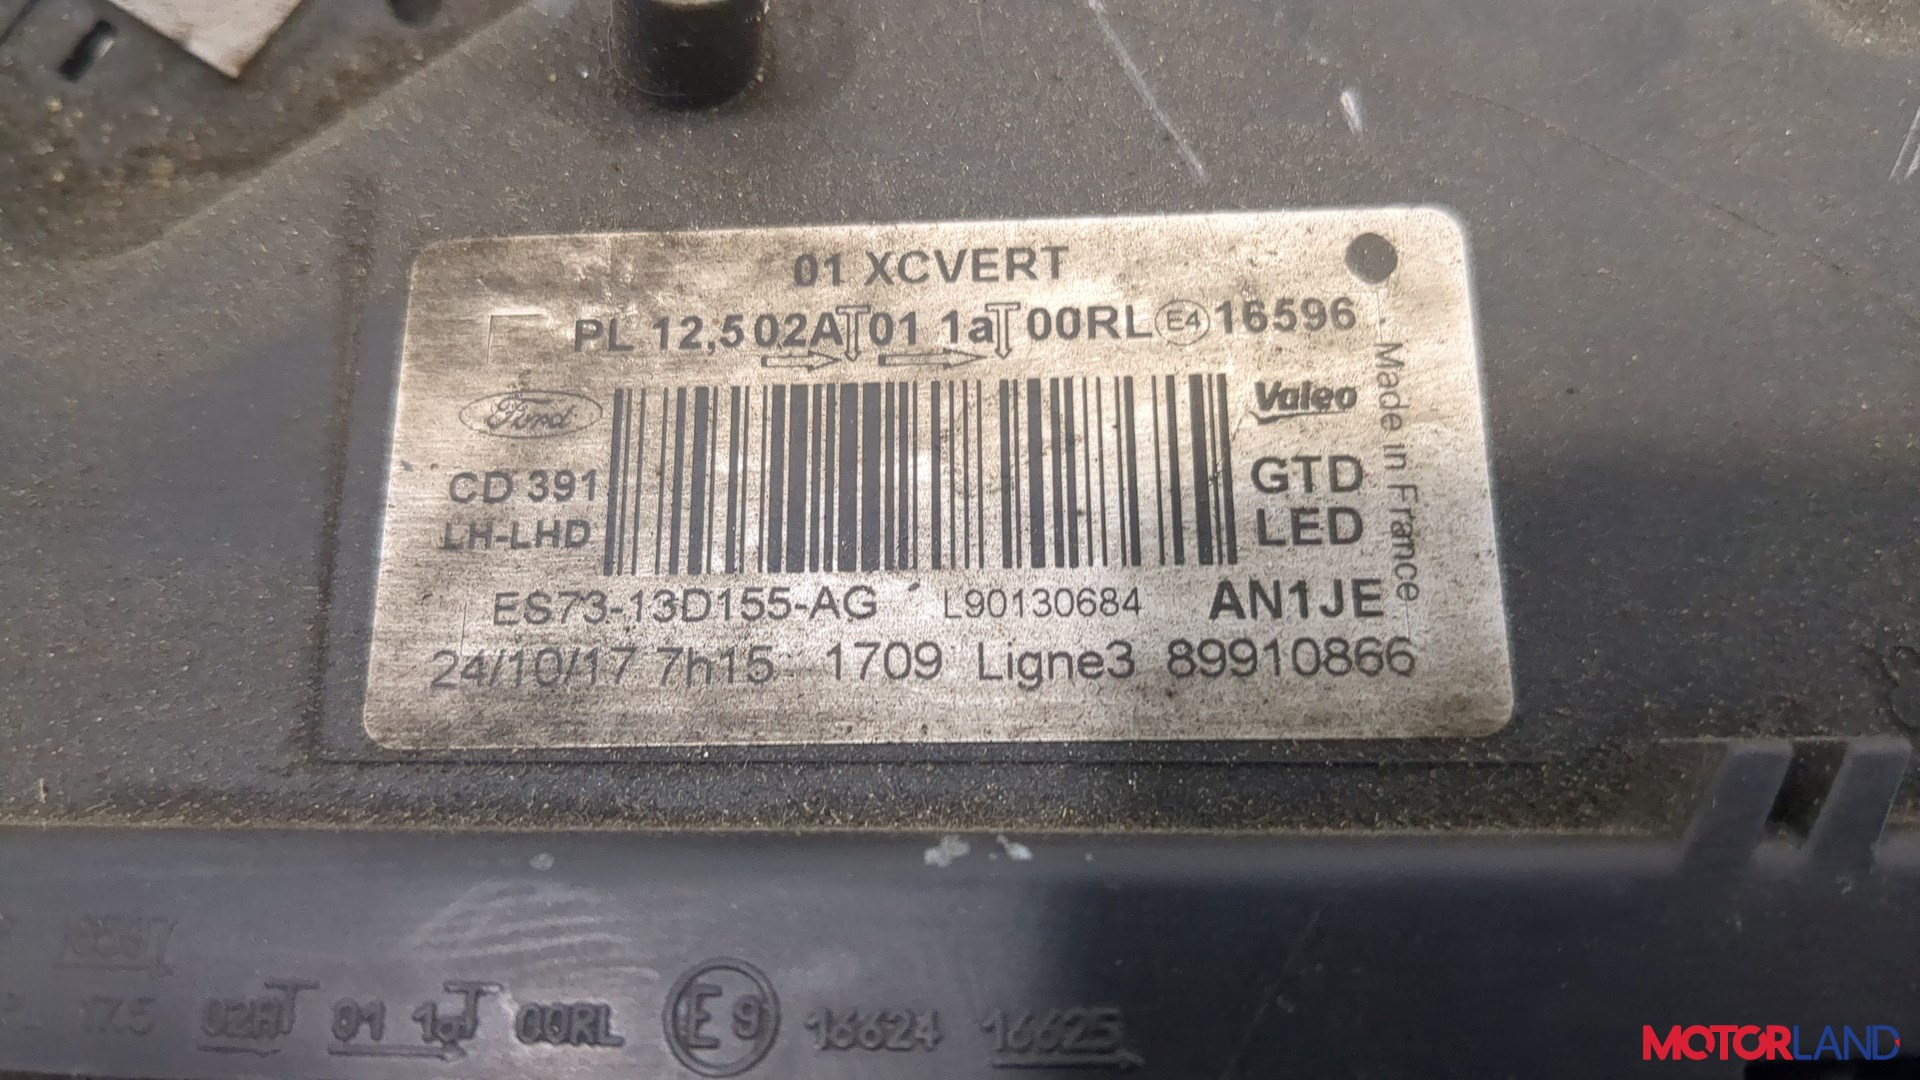 01 XCVERT
PL 12,5 02A 01 1a 00RL E4 16596
Ford
Valeo
Made in France
CD 391
GTD
LH-LHD
LED
ES73-13D155-AG L90130684 AN1JE
24/10/17 7h15 1709 Ligne3 89910866
02A 01 1a 00RL E9 16624 16625
MOTORLAND